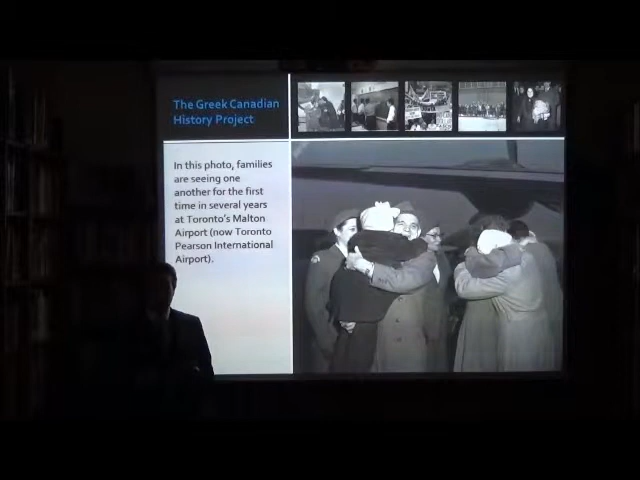 The Greek Canadian
History Project
In this photo, families
are seeing one
another for the first
time in several years
at Toronto's Malton
Airport (now Toronto
Pearson International
Airport).